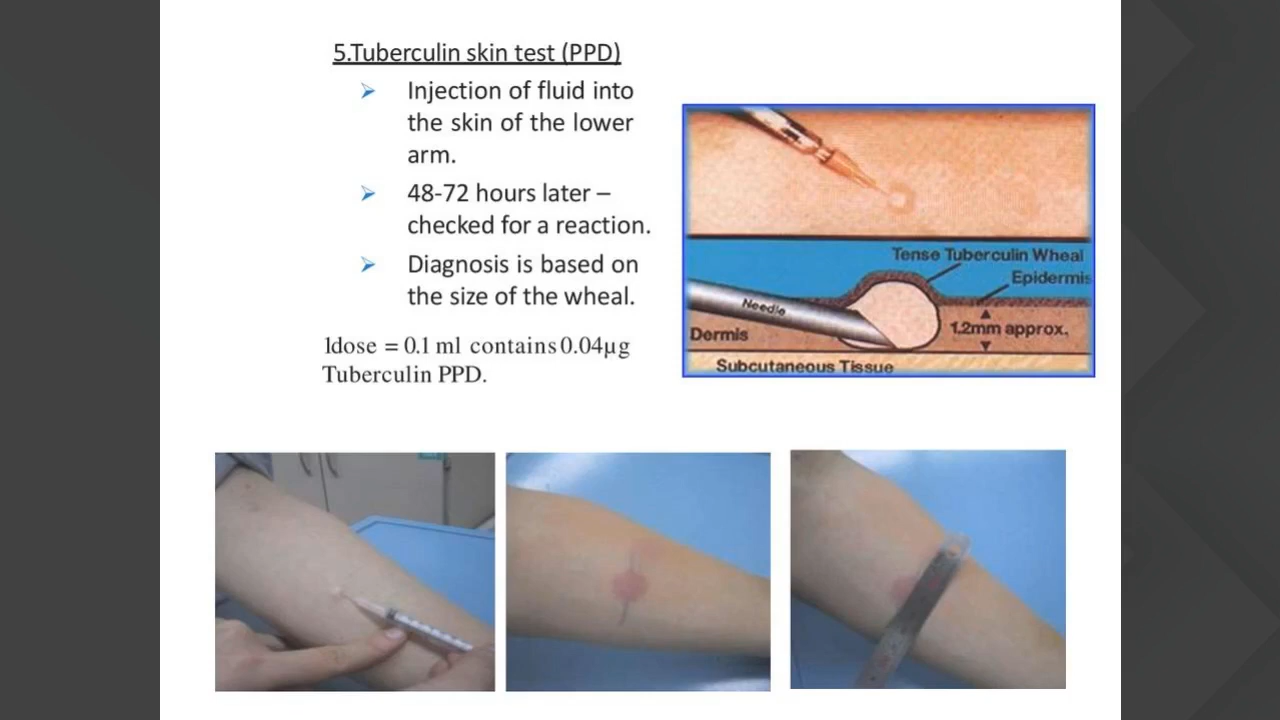 5.Tuberculin skin test (PPD)
Injection of fluid into
the skin of the lower
arm.
48-72 hours later –
checked for a reaction.
Diagnosis is based on
the size of the wheal.
1dose = 0.1 ml contains 0.04µg
Tuberculin PPD.
Tense Tuberculin Wheal
Epidermis
Needle
1.2mm approx.
Dermis
Subcutaneous Tissue